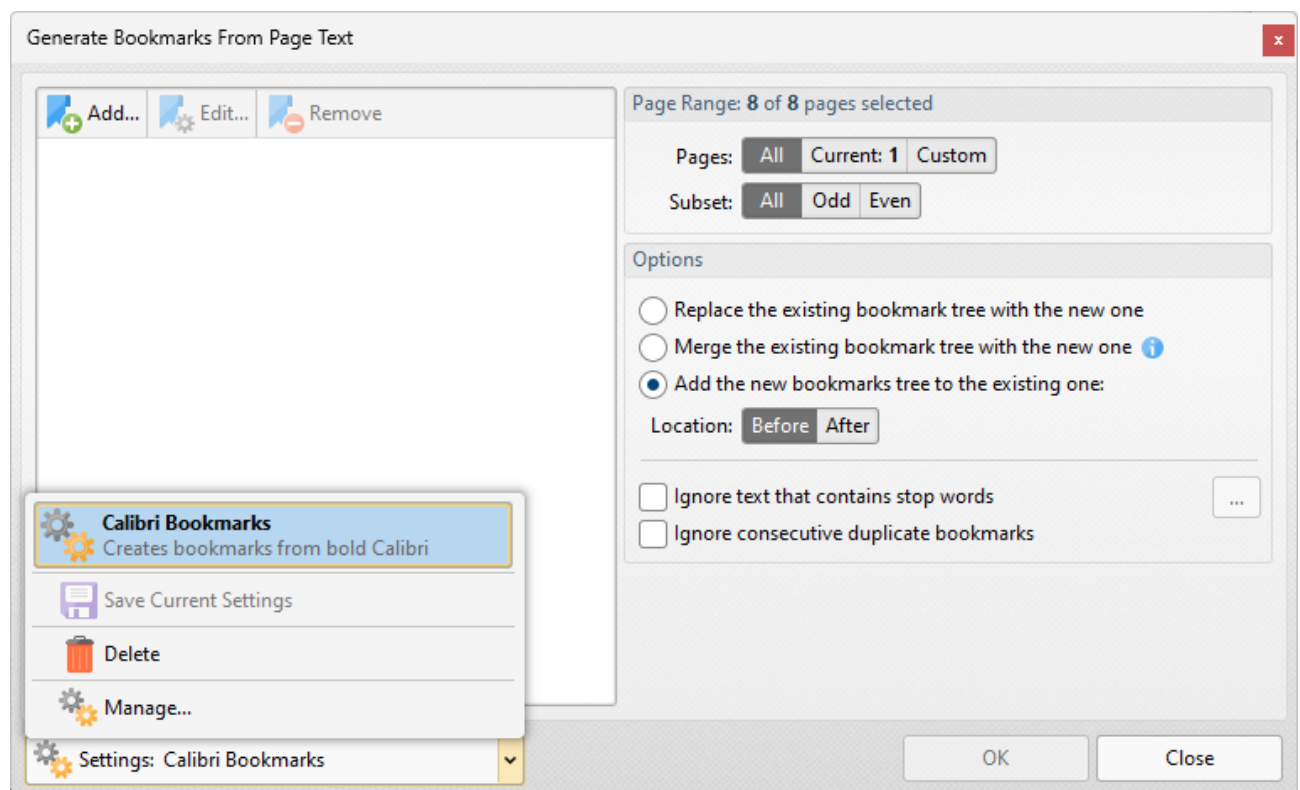 Generate Bookmarks From Page Text
x
Add... Edit... Remove
Page Range: 8 of 8 pages selected
Pages: All Current: 1 Custom
Subset: All Odd Even
Options
Replace the existing bookmark tree with the new one
Merge the existing bookmark tree with the new one i
Add the new bookmarks tree to the existing one:
Location: Before After
Ignore text that contains stop words ...
Ignore consecutive duplicate bookmarks
Calibri Bookmarks
Creates bookmarks from bold Calibri
Save Current Settings
Delete
Manage...
Settings: Calibri Bookmarks
OK Close